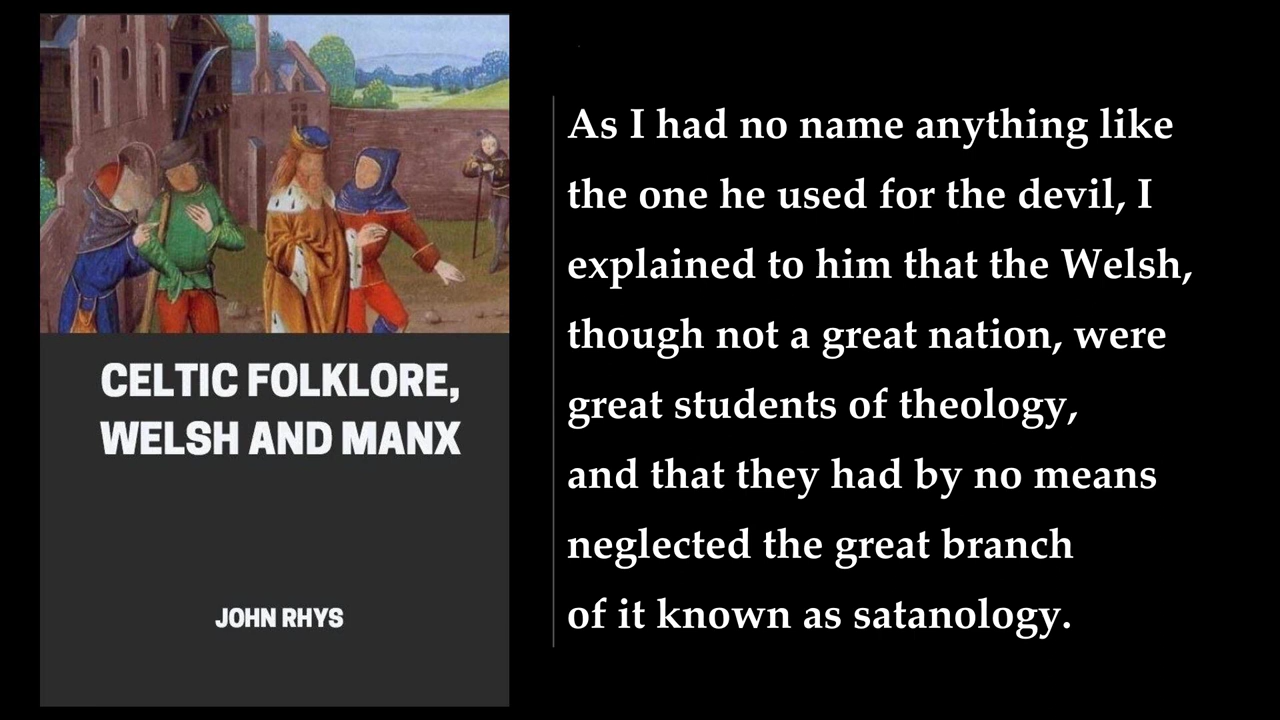 CELTIC FOLKLORE,
WELSH AND MANX
JOHN RHYS
As I had no name anything like
the one he used for the devil, I
explained to him that the Welsh,
though not a great nation, were
great students of theology,
and that they had by no means
neglected the great branch
of it known as satanology.